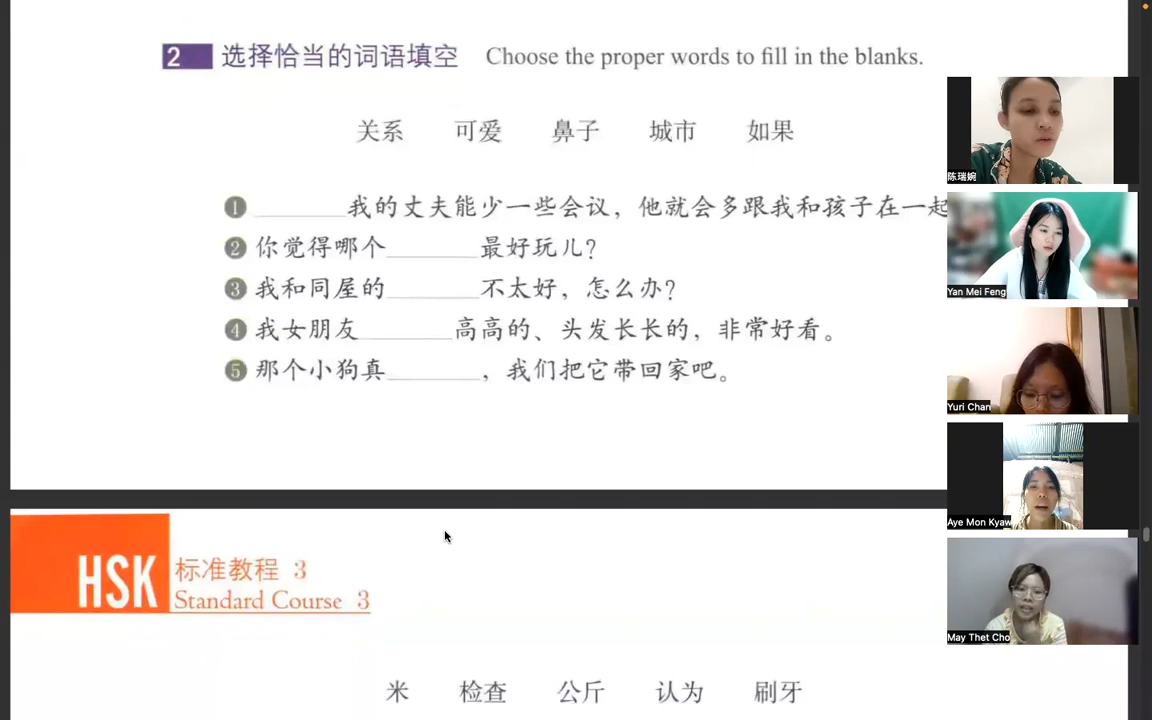 2 选择恰当的词语填空 Choose the proper words to fill in the blanks.
关系 可爱 鼻子 城市 如果
❶ ______我的丈夫能少一些会议，他就会多跟我和孩子在一起
❷ 你觉得哪个______最好玩儿？
❸ 我和同屋的______不太好，怎么办？
❹ 我女朋友______高高的、头发长长的，非常好看。
❺ 那个小狗真______，我们把它带回家吧。
HSK 标准教程 3
Standard Course 3
米 检查 公斤 认为 刷牙
陈瑞婉
Yan Mei Feng
Yuri Chan
Aye Mon Kyaw
May Thet Cho